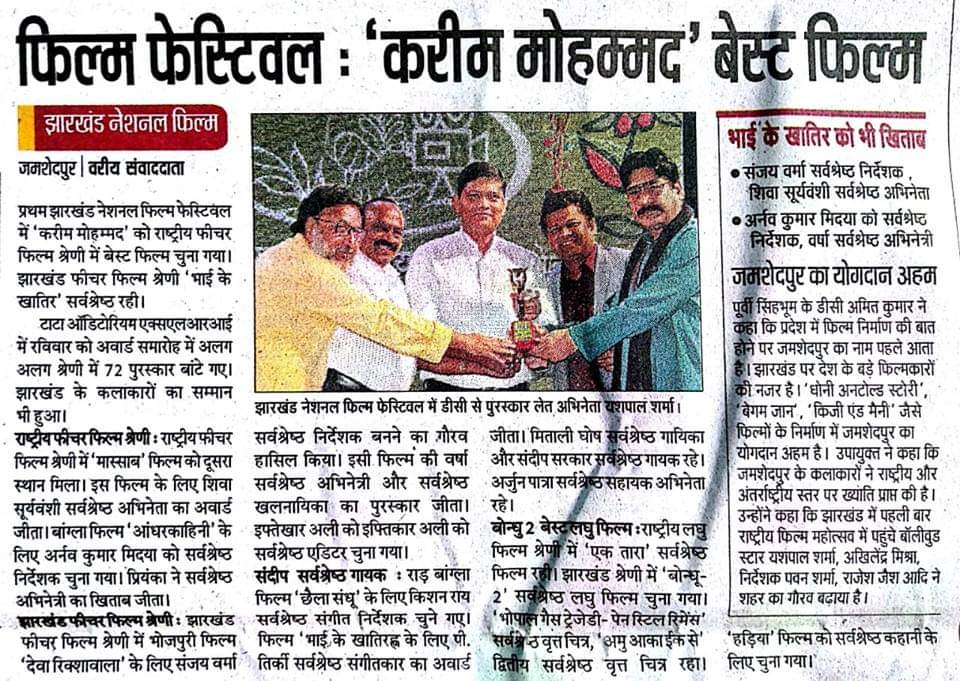 फिल्म फेस्टिवल : ‘करीम मोहम्मद’ बेस्ट फिल्म
झारखंड नेशनल फिल्म
जमशेदपुर | वरीय संवाददाता
प्रथम झारखंड नेशनल फिल्म फेस्टिवल
में ‘करीम मोहम्मद’ को राष्ट्रीय फीचर
फिल्म श्रेणी में बेस्ट फिल्म चुना गया।
झारखंड फीचर फिल्म श्रेणी ‘भाई के
खातिर’ सर्वश्रेष्ठ रही।
टाटा ऑडिटोरियम एक्सएलआरआई
में रविवार को अवार्ड समारोह में अलग
अलग श्रेणी में 72 पुरस्कार बांटे गए।
झारखंड के कलाकारों का सम्मान
भी हुआ।
राष्ट्रीय फीचर फिल्म श्रेणी : राष्ट्रीय फीचर
फिल्म श्रेणी में ‘मास्साब’ फिल्म को दूसरा
स्थान मिला। इस फिल्म के लिए शिवा
सूर्यवंशी सर्वश्रेष्ठ अभिनेता का अवार्ड
जीता। बांग्ला फिल्म ‘आंधरकाहिनी’ के
लिए अर्नव कुमार मिदया को सर्वश्रेष्ठ
निर्देशक चुना गया। प्रियंका ने सर्वश्रेष्ठ
अभिनेत्री का खिताब जीता।
झारखंड फीचर फिल्म श्रेणी : झारखंड
फीचर फिल्म श्रेणी में भोजपुरी फिल्म
‘देवा रिक्शावाला’ के लिए संजय वर्मा
झारखंड नेशनल फिल्म फेस्टिवल में डीसी से पुरस्कार लेत अभिनेता यशपाल शर्मा।
सर्वश्रेष्ठ निर्देशक बनने का गौरव
हासिल किया। इसी फिल्म की वर्षा
सर्वश्रेष्ठ अभिनेत्री और सर्वश्रेष्ठ
खलनायिका का पुरस्कार जीता।
इफ्तेखार अली को इफ्तिकार अली को
सर्वश्रेष्ठ एडिटर चुना गया।
संदीप सर्वश्रेष्ठ गायक : राड़ बांग्ला
फिल्म ‘छैला संधू’ के लिए किशन राय
सर्वश्रेष्ठ संगीत निर्देशक चुने गए।
फिल्म ‘भाई के खातिरह्न के लिए पी.
तिर्की सर्वश्रेष्ठ संगीतकार का अवार्ड
जीता। मिताली घोष सर्वश्रेष्ठ गायिका
और संदीप सरकार सर्वश्रेष्ठ गायक रहे।
अर्जुन पात्रा सर्वश्रेष्ठ सहायक अभिनेता
रहे।
बोन्धु 2 बेस्ट लघु फिल्म : राष्ट्रीय लघु
फिल्म श्रेणी में ‘एक तारा’ सर्वश्रेष्ठ
फिल्म रही। झारखंड श्रेणी में ‘बोन्धू-
2’ सर्वश्रेष्ठ लघु फिल्म चुना गया।
‘भोपाल गैस ट्रेजेडी- पेन स्टिल रिमेंस’
सर्वश्रेष्ठ वृत्त चित्र, ‘अमु आका ईक से’
द्वितीय सर्वश्रेष्ठ वृत्त चित्र रहा।
‘हड़िया’ फिल्म को सर्वश्रेष्ठ कहानी के
लिए चुना गया।
भाई के खातिर को भी खिताब
• संजय वर्मा सर्वश्रेष्ठ निर्देशक,
शिवा सूर्यवंशी सर्वश्रेष्ठ अभिनेता
• अर्नव कुमार मिदया को सर्वश्रेष्ठ
निर्देशक, वर्षा सर्वश्रेष्ठ अभिनेत्री
जमशेदपुर का योगदान अहम
पूर्वी सिंहभूम के डीसी अमित कुमार ने
कहा कि प्रदेश में फिल्म निर्माण की बात
होने पर जमशेदपुर का नाम पहले आता
है। झारखंड पर देश के बड़े फिल्मकारों
की नजर है। ‘धोनी अनटोल्ड स्टोरी’,
‘बेगम जान’, ‘किजी एंड मैनी’ जैसे
फिल्मों के निर्माण में जमशेदपुर का
योगदान अहम है। उपायुक्त ने कहा कि
जमशेदपुर के कलाकारों ने राष्ट्रीय और
अंतर्राष्ट्रीय स्तर पर ख्याति प्राप्त की है।
उन्होंने कहा कि झारखंड में पहली बार
राष्ट्रीय फिल्म महोत्सव में पहुंचे बॉलीवुड
स्टार यशपाल शर्मा, अखिलेंद्र मिश्रा,
निर्देशक पवन शर्मा, राजेश जैश आदि ने
शहर का गौरव बढ़ाया है।